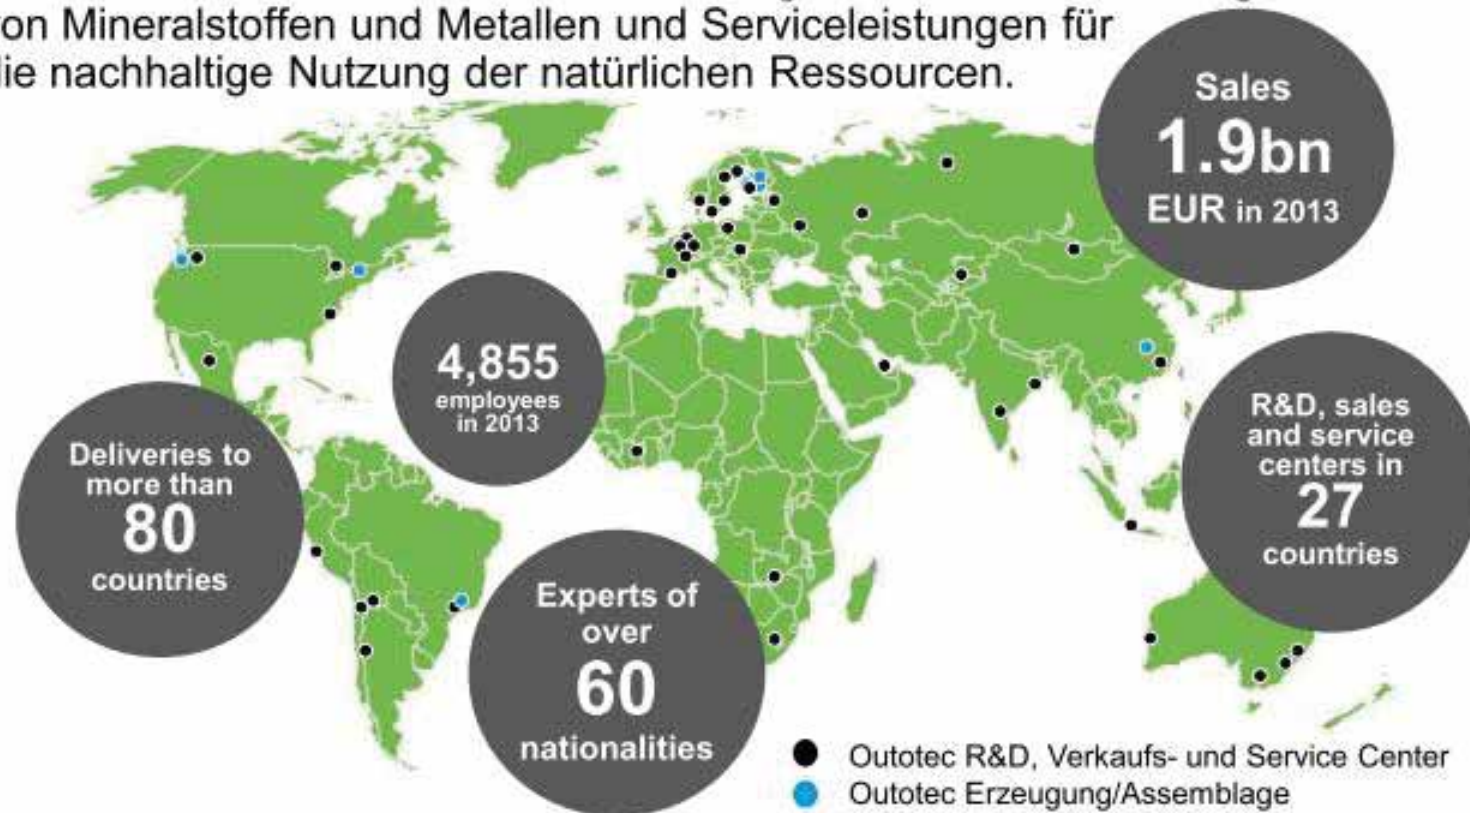 on Mineralstoffen und Metallen und Serviceleistungen für
lie nachhaltige Nutzung der natürlichen Ressourcen.
Sales
1.9bn
EUR in 2013
4,855
employees
in 2013
R&D, sales
and service
centers in
27
countries
Deliveries to
more than
80
countries
Experts of
over
60
nationalities
Outotec R&D, Verkaufs- und Service Center
Outotec Erzeugung/Assemblage